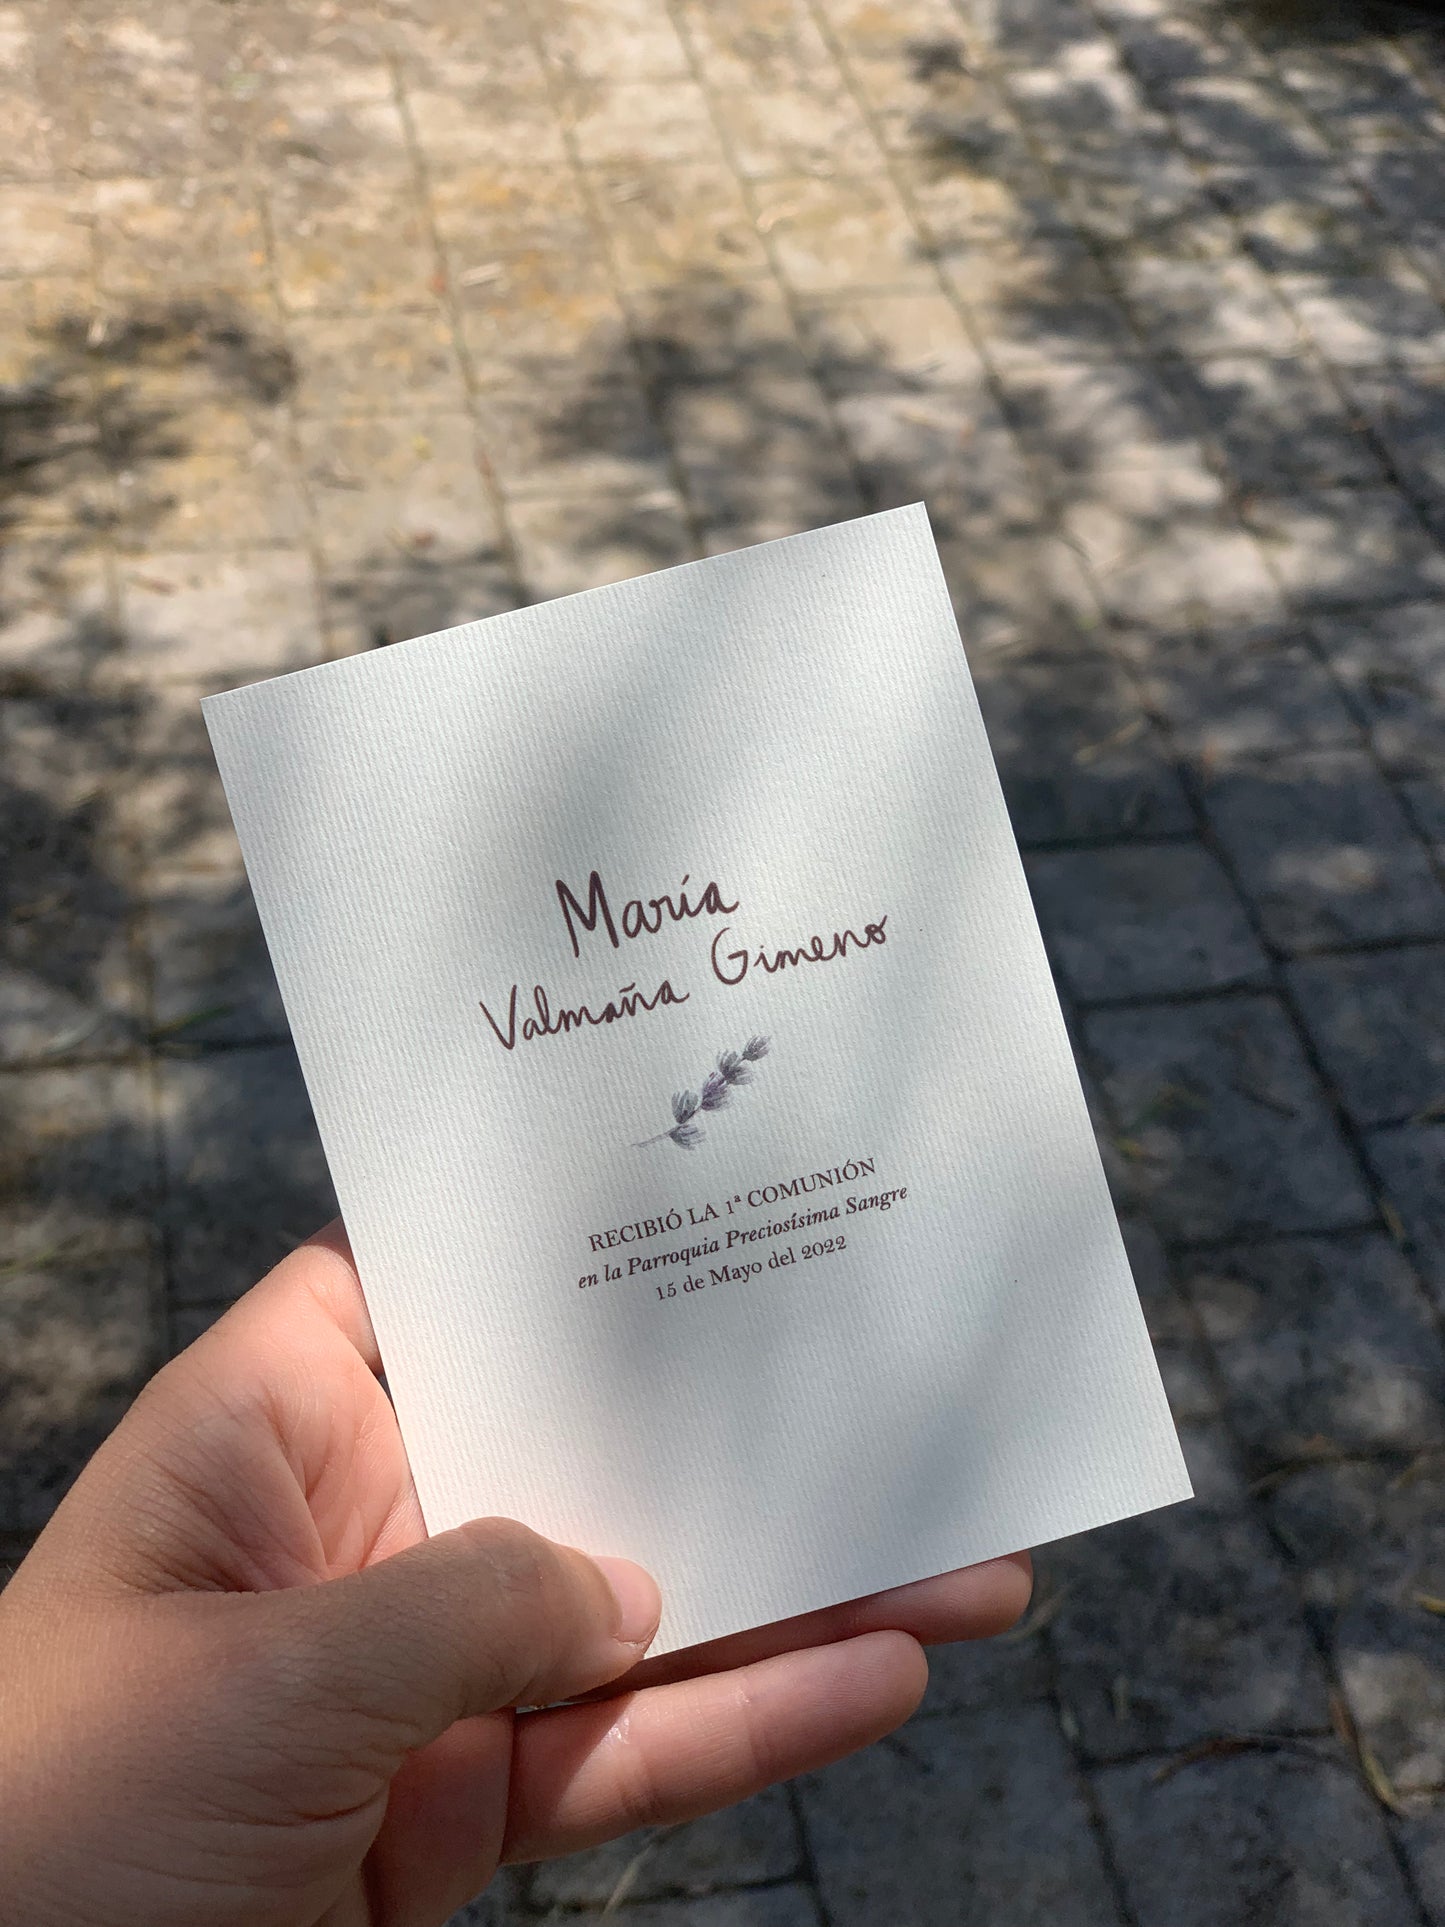 María
Valmaña Gimeno
RECIBIÓ LA 1ª COMUNIÓN
en la Parroquia Preciosísima Sangre
15 de Mayo del 2022